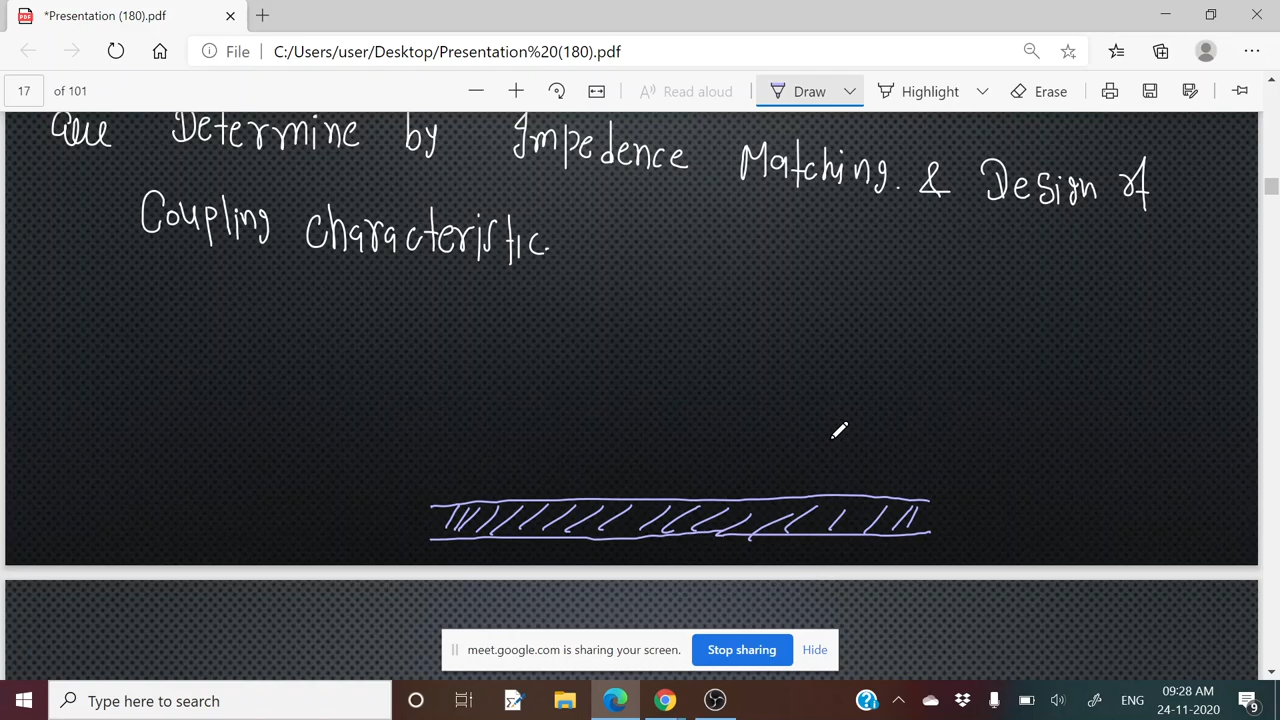 *Presentation (180).pdf
File C:/Users/user/Desktop/Presentation%20(180).pdf
17 of 101 Read aloud Draw Highlight Erase
Determine by Impedence Matching. & Design of
Coupling Characteristic.
meet.google.com is sharing your screen. Stop sharing Hide
Type here to search
ENG
09:28 AM
24-11-2020
9